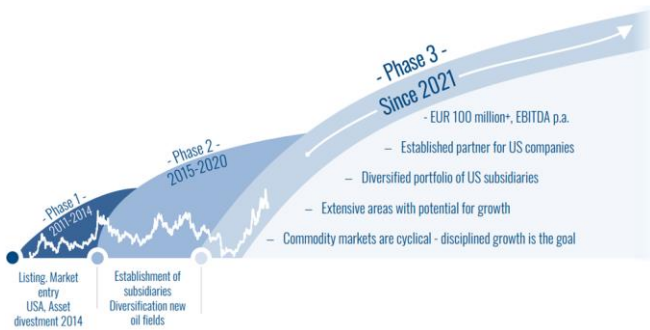 - Phase 1 -
2011-2014
- Phase 2 -
2015-2020
- Phase 3 -
Since 2021
- EUR 100 million+, EBITDA p.a.
– Established partner for US companies
– Diversified portfolio of US subsidiaries
– Extensive areas with potential for growth
– Commodity markets are cyclical - disciplined growth is the goal
Listing. Market
entry
USA, Asset
divestment 2014
Establishment of
subsidiaries
Diversification new
oil fields